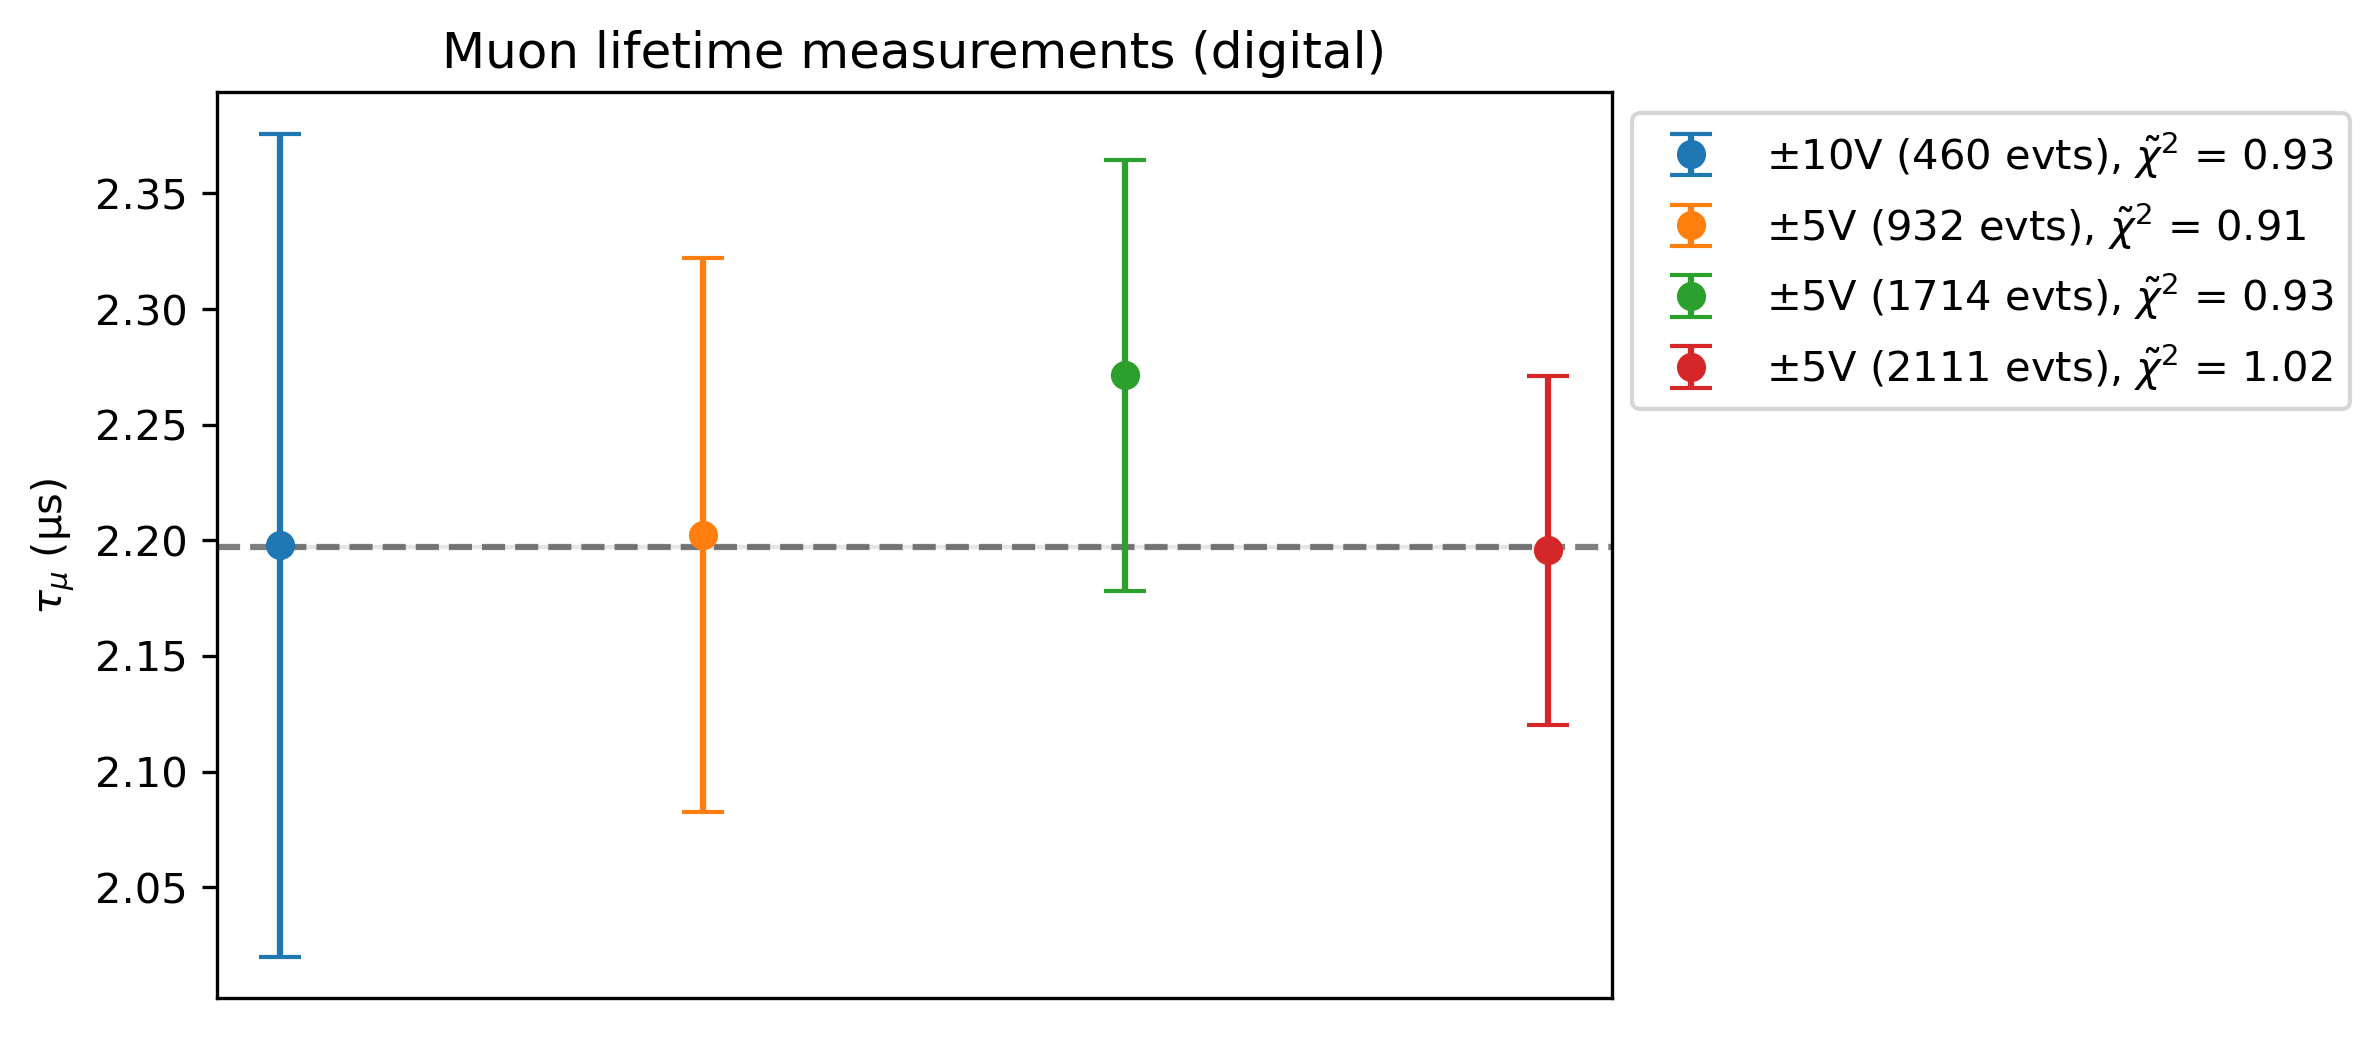 Muon lifetime measurements (digital)
τμ (μs)
2.35
2.30
2.25
2.20
2.15
2.10
2.05
±10V (460 evts), χ̃² = 0.93
±5V (932 evts), χ̃² = 0.91
±5V (1714 evts), χ̃² = 0.93
±5V (2111 evts), χ̃² = 1.02